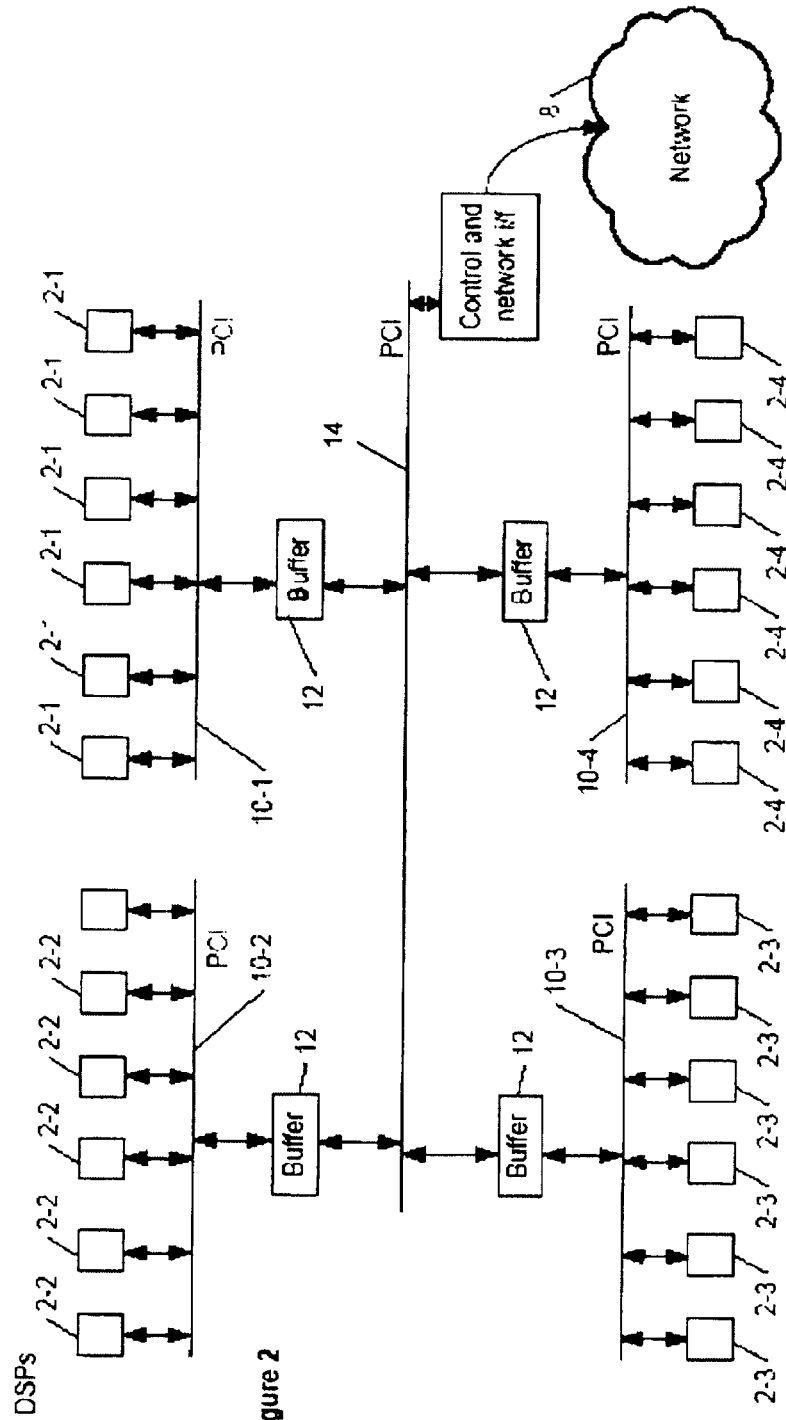 DSPs
2-2
2-2
2-2
2-2
2-2
2-1
2-1
2-1
2-1
2-1
PCI
10-2
PCI
10-1
Buffer
12
Buffer
12
gure 2
14
PCI
Control and
network i/f
8
Network
Buffer
12
Buffer
12
10-3
PCI
10-4
PCI
2-3
2-3
2-3
2-3
2-3
2-3
2-4
2-4
2-4
2-4
2-4
2-4